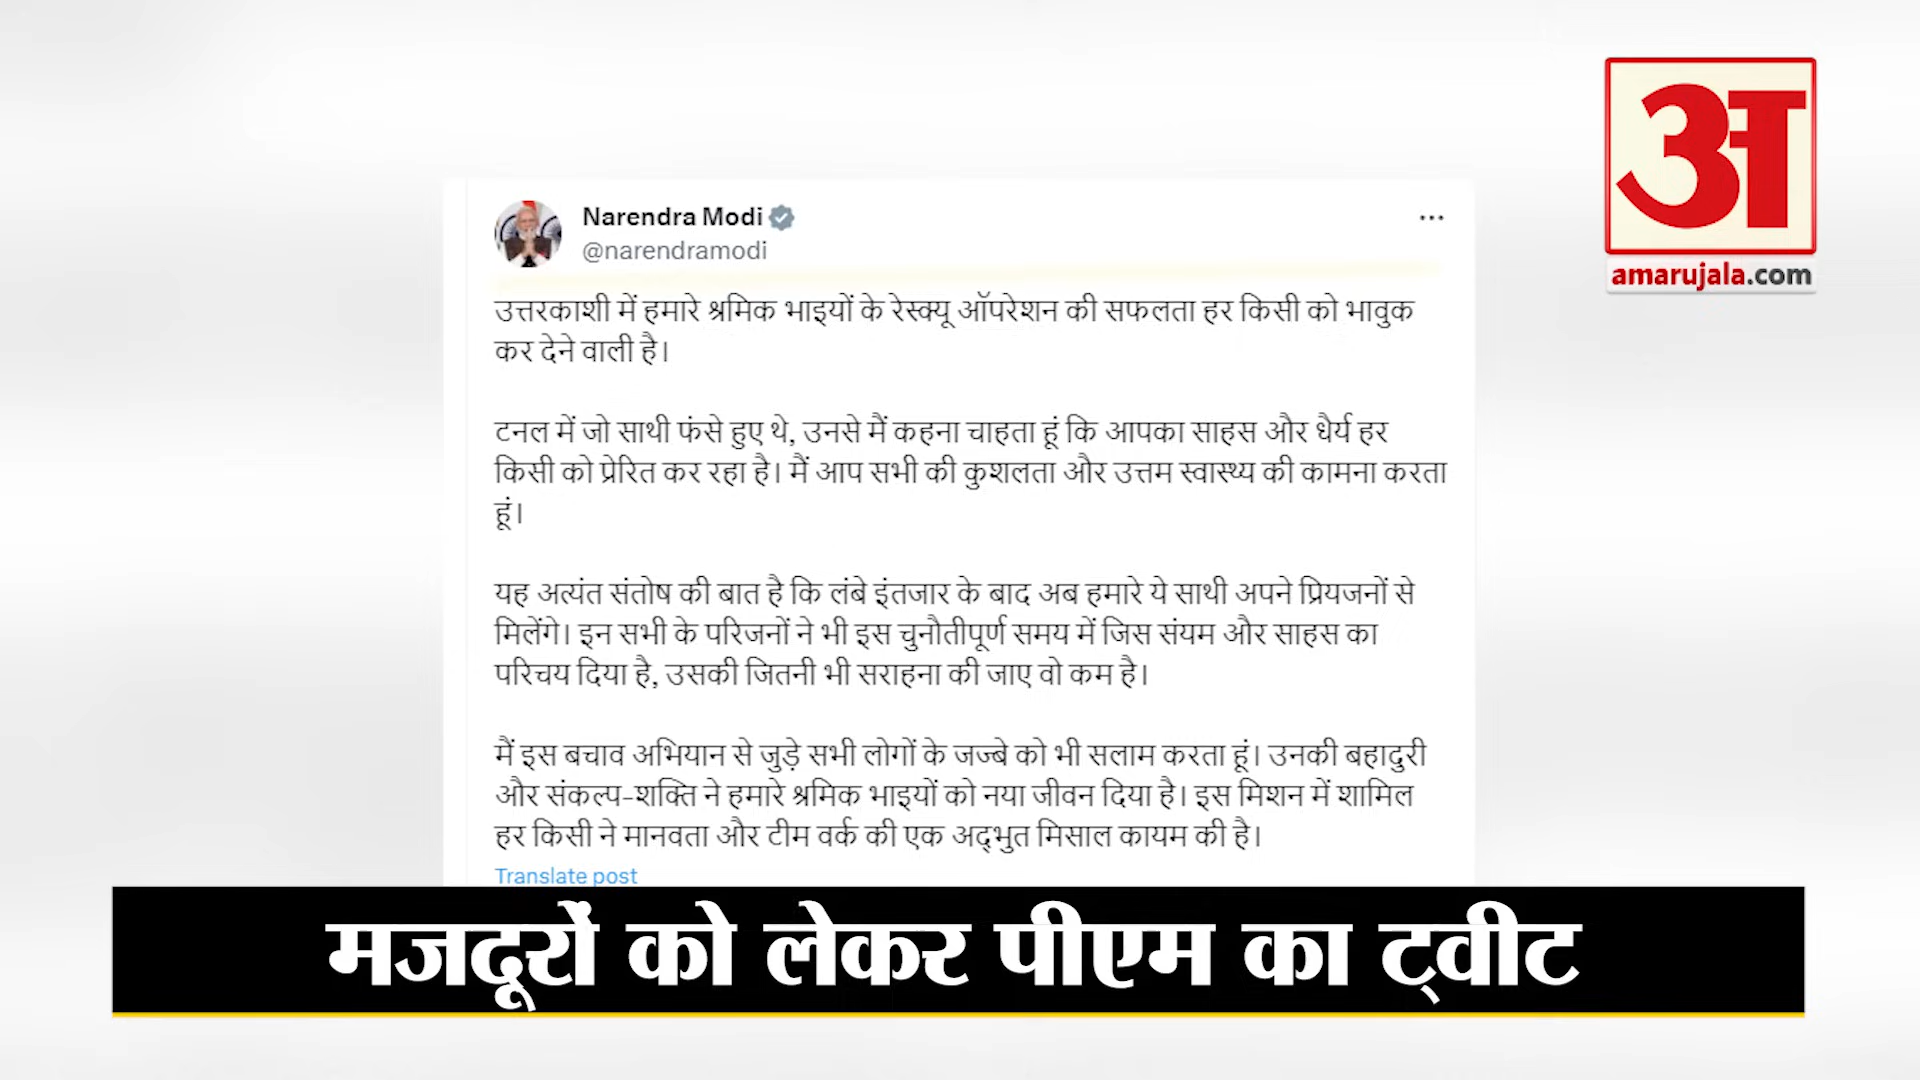 अ
amarujala.com
Narendra Modi
@narendramodi
उत्तरकाशी में हमारे श्रमिक भाइयों के रेस्क्यू ऑपरेशन की सफलता हर किसी को भावुक
कर देने वाली है।
टनल में जो साथी फंसे हुए थे, उनसे मैं कहना चाहता हूं कि आपका साहस और धैर्य हर
किसी को प्रेरित कर रहा है। मैं आप सभी की कुशलता और उत्तम स्वास्थ्य की कामना करता
हूं।
यह अत्यंत संतोष की बात है कि लंबे इंतजार के बाद अब हमारे ये साथी अपने प्रियजनों से
मिलेंगे। इन सभी के परिजनों ने भी इस चुनौतीपूर्ण समय में जिस संयम और साहस का
परिचय दिया है, उसकी जितनी भी सराहना की जाए वो कम है।
मैं इस बचाव अभियान से जुड़े सभी लोगों के जज्बे को भी सलाम करता हूं। उनकी बहादुरी
और संकल्प-शक्ति ने हमारे श्रमिक भाइयों को नया जीवन दिया है। इस मिशन में शामिल
हर किसी ने मानवता और टीम वर्क की एक अद्भुत मिसाल कायम की है।
Translate post
मजदूरों को लेकर पीएम का ट्वीट